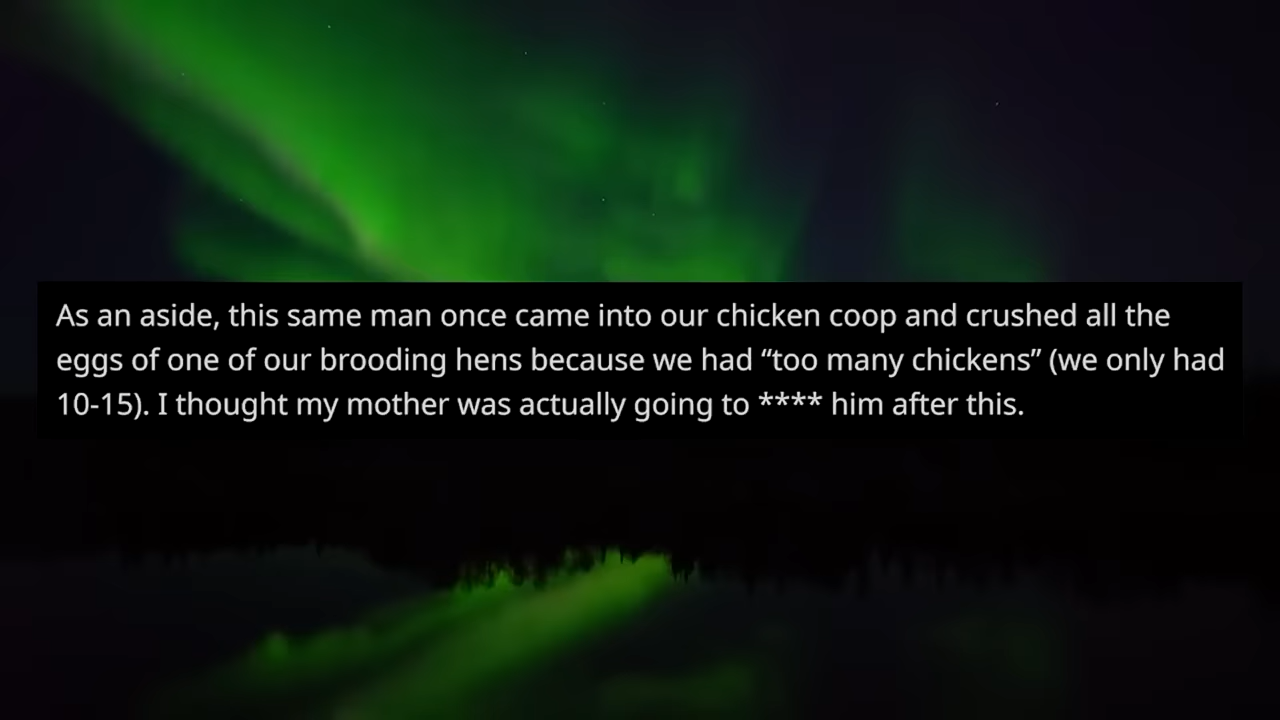 As an aside, this same man once came into our chicken coop and crushed all the
eggs of one of our brooding hens because we had “too many chickens” (we only had
10-15). I thought my mother was actually going to **** him after this.